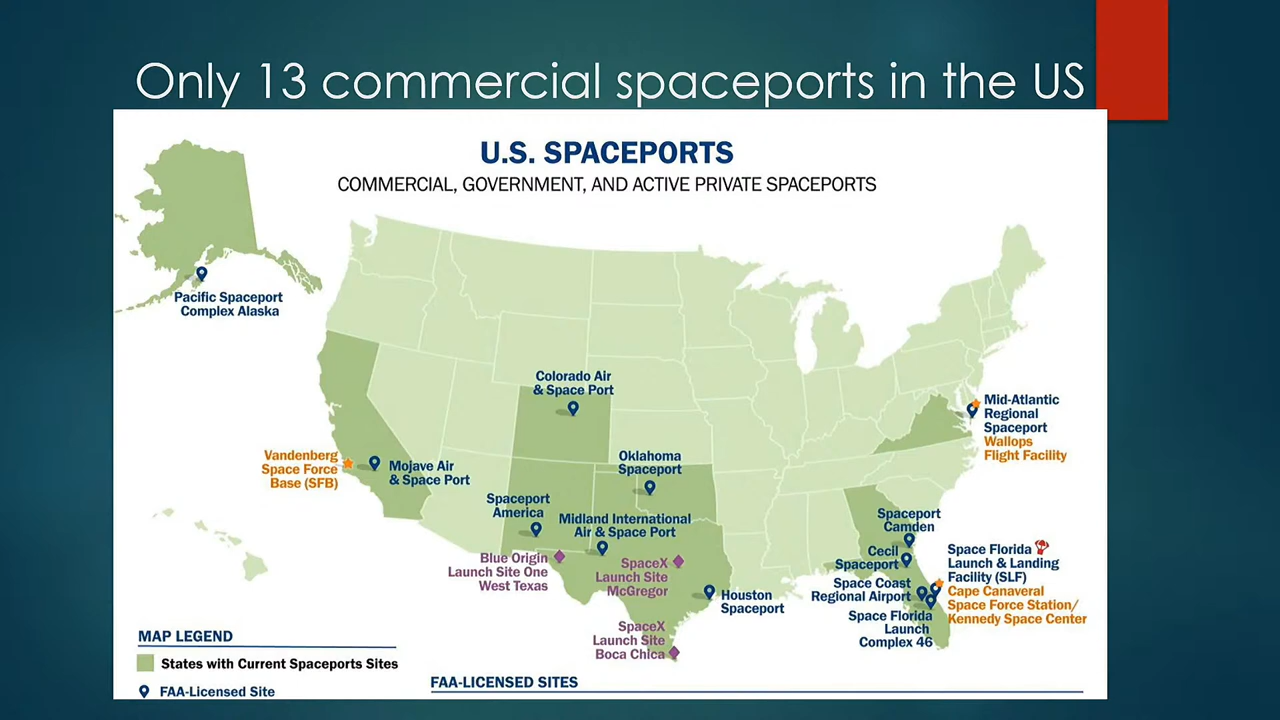 Only 13 commercial spaceports in the US
U.S. SPACEPORTS
COMMERCIAL, GOVERNMENT, AND ACTIVE PRIVATE SPACEPORTS
Pacific Spaceport
Complex Alaska
Colorado Air
& Space Port
Mid-Atlantic
Regional
Spaceport
Wallops
Flight Facility
Vandenberg
Space Force
Base (SFB)
Mojave Air
& Space Port
Oklahoma
Spaceport
Spaceport
America
Midland International
Air & Space Port
Blue Origin
Launch Site One
West Texas
SpaceX
Launch Site
McGregor
Houston
Spaceport
SpaceX
Launch Site
Boca Chica
Spaceport
Camden
Cecil
Spaceport
Space Coast
Regional Airport
Space Florida
Launch
Complex 46
Space Florida
Launch & Landing
Facility (SLF)
Cape Canaveral
Space Force Station/
Kennedy Space Center
MAP LEGEND
States with Current Spaceports Sites
FAA-Licensed Site
FAA-LICENSED SITES